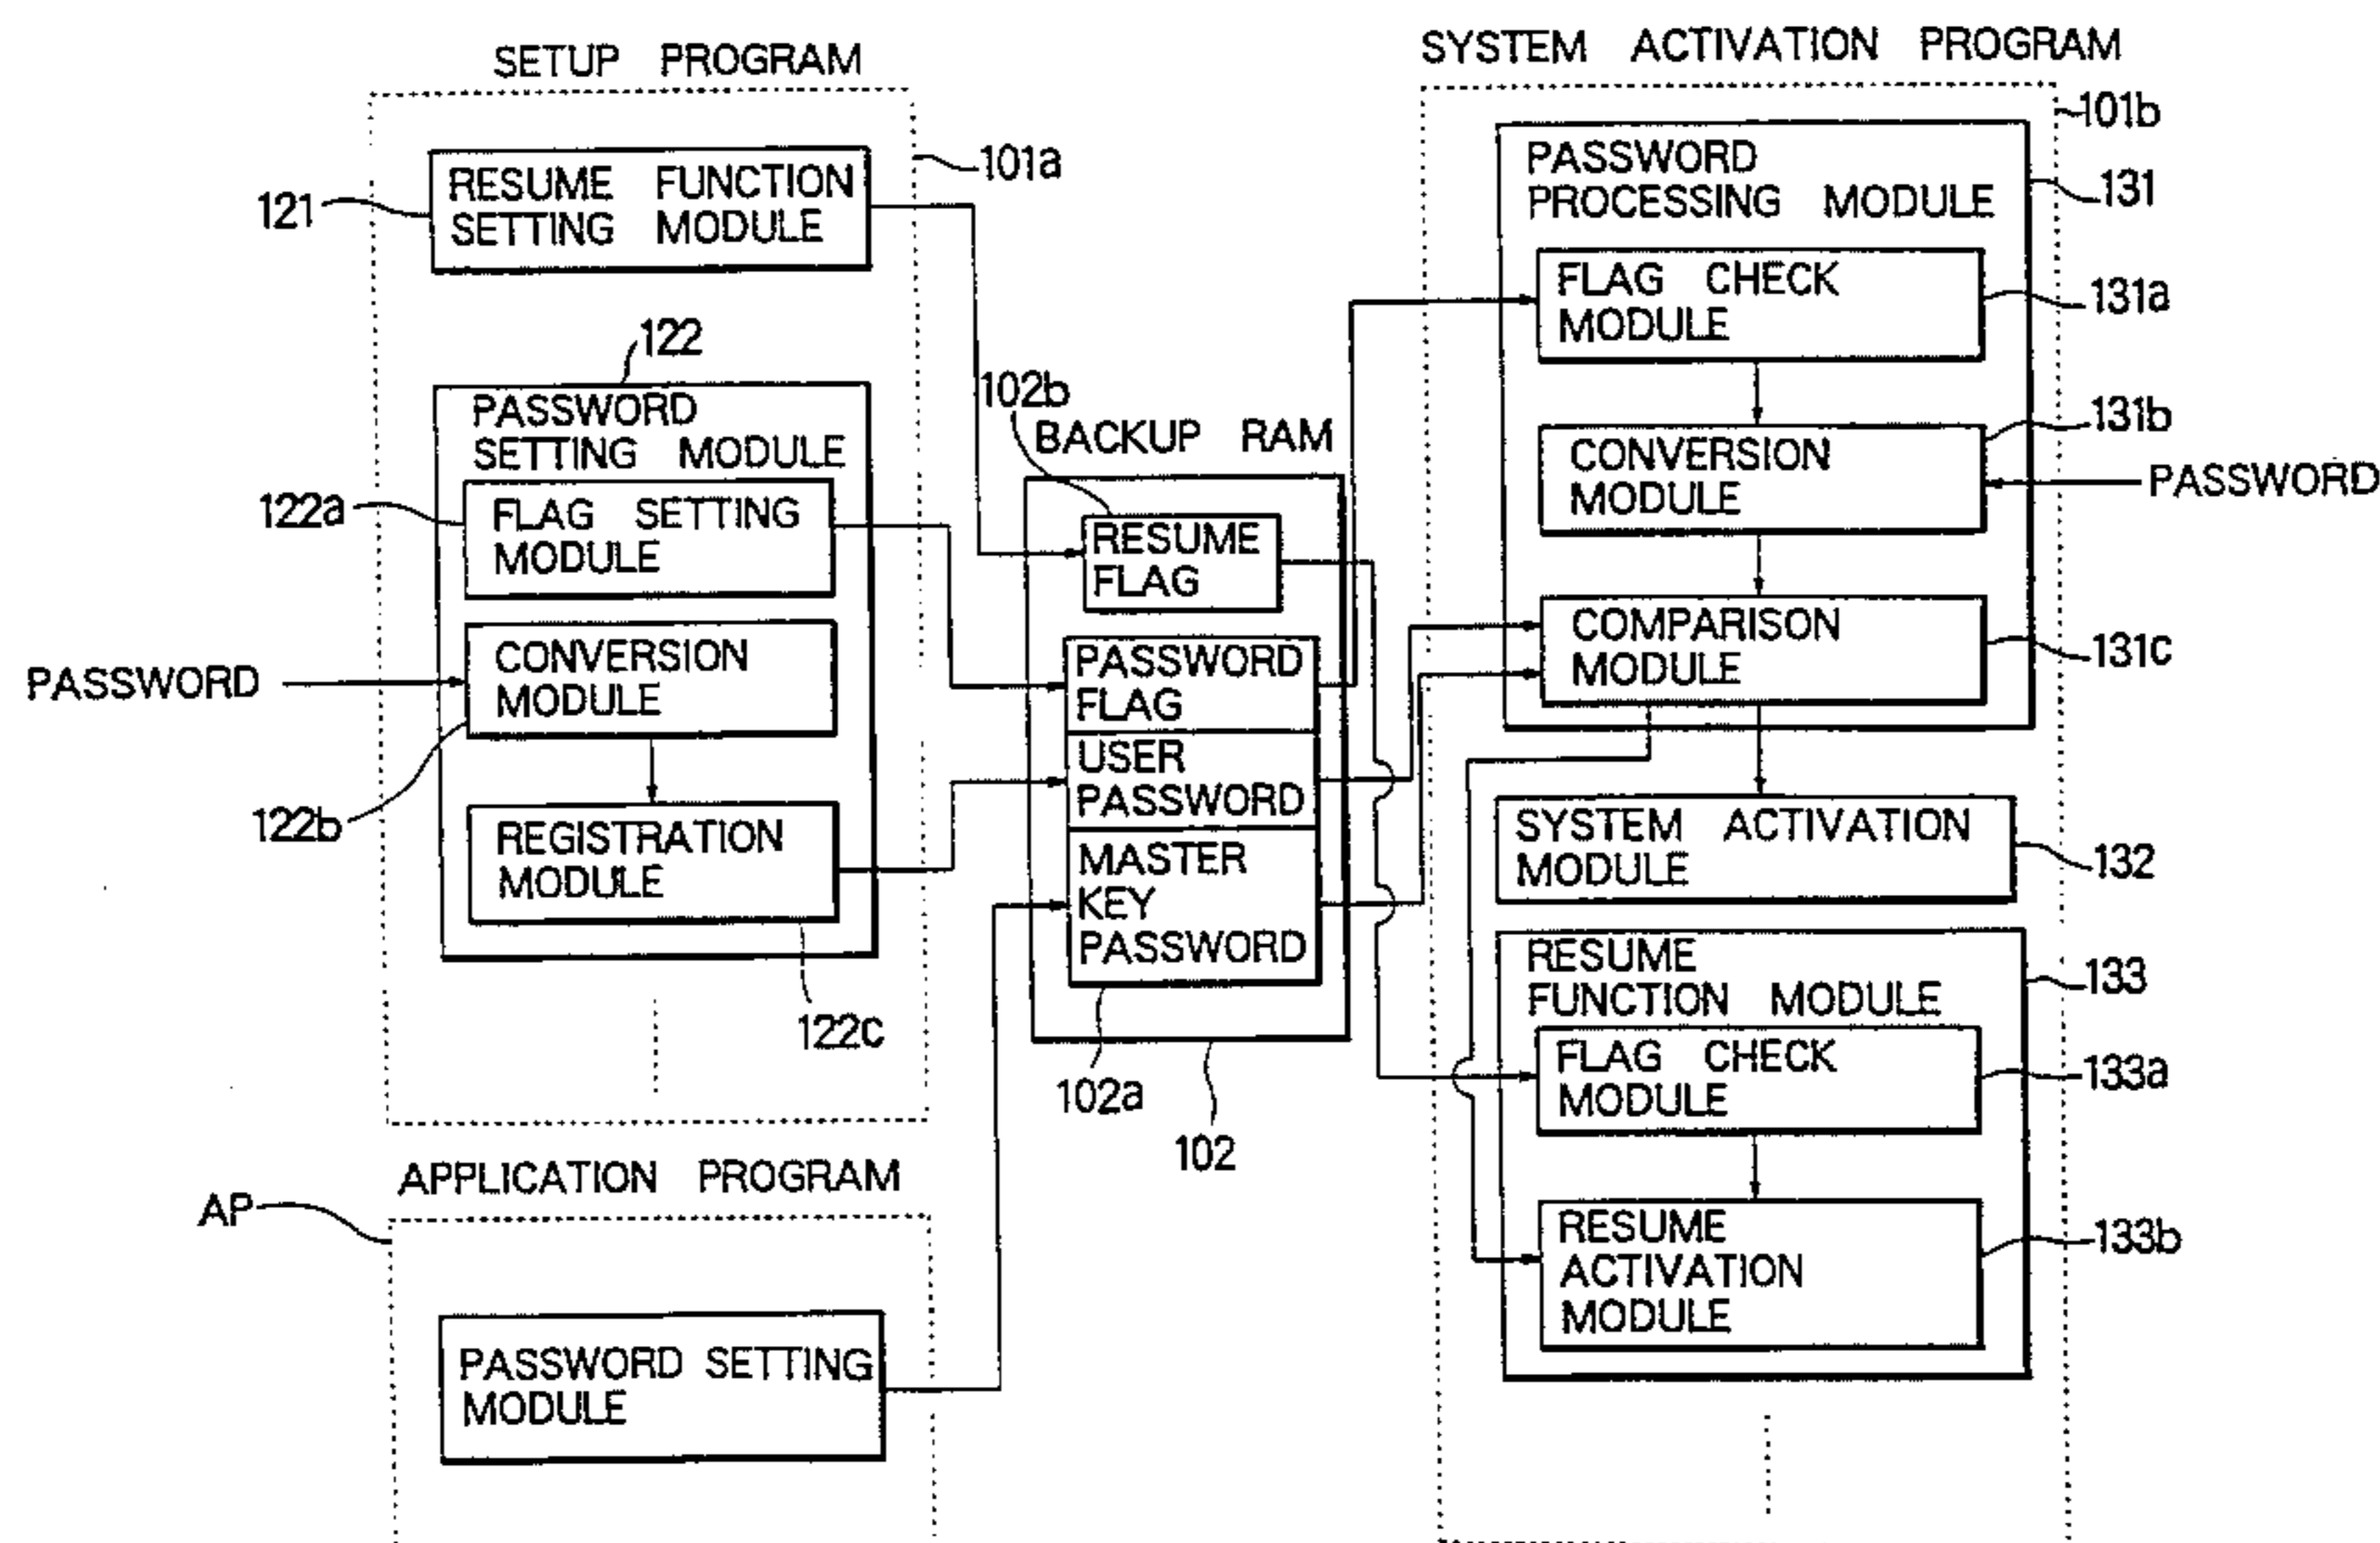 SETUP PROGRAM
101a
RESUME FUNCTION
SETTING MODULE
121
122
PASSWORD
SETTING MODULE
122a
FLAG SETTING
MODULE
PASSWORD
CONVERSION
MODULE
122b
REGISTRATION
MODULE
122c
APPLICATION PROGRAM
AP
PASSWORD SETTING
MODULE
102b
BACKUP RAM
RESUME
FLAG
PASSWORD
FLAG
USER
PASSWORD
MASTER
KEY
PASSWORD
102a
102
SYSTEM ACTIVATION PROGRAM
101b
PASSWORD
PROCESSING MODULE
131
FLAG CHECK
MODULE
131a
CONVERSION
MODULE
131b
PASSWORD
COMPARISON
MODULE
131c
SYSTEM ACTIVATION
MODULE
132
RESUME
FUNCTION MODULE
133
FLAG CHECK
MODULE
133a
RESUME
ACTIVATION
MODULE
133b